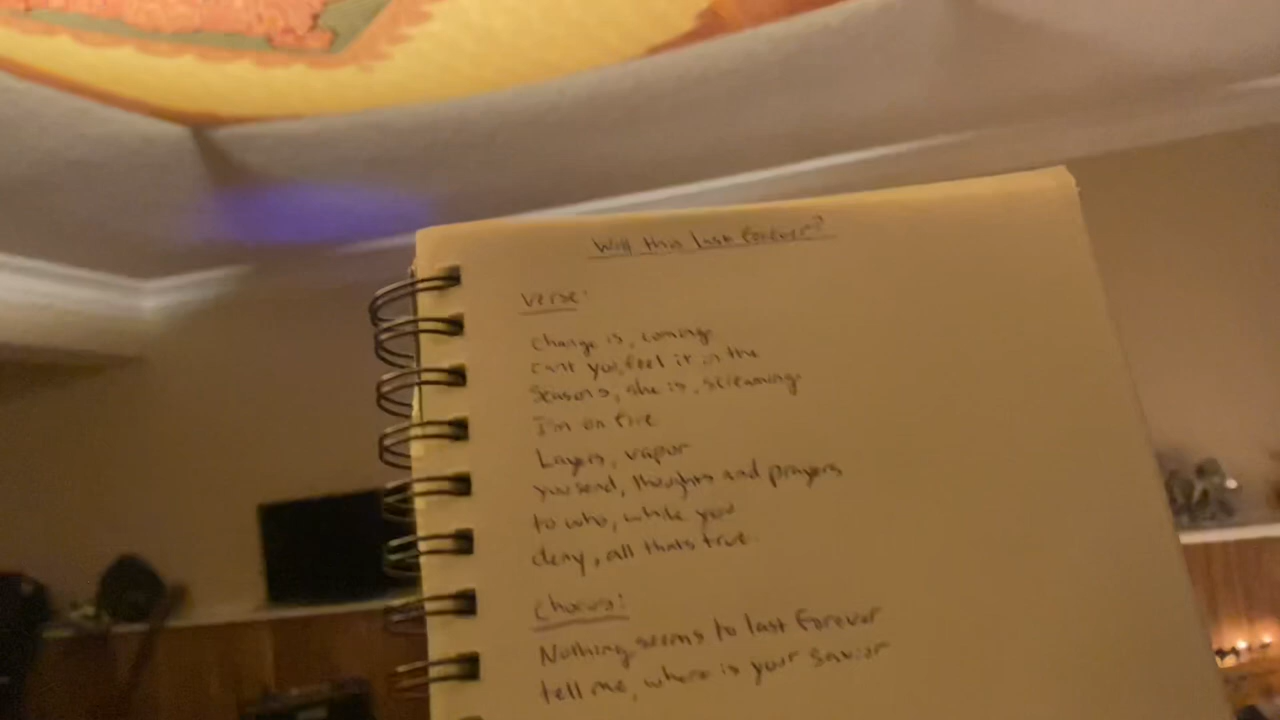 Will this last forever?
Verse:
Change is, coming
cant you, feel it in the
Seasons, she is, screaming
I'm on fire
Layers, vapor
you send, thoughts and prayers
to who, while you
deny, all thats true
Chorus:
Nothing seems to last forever
tell me, where is your Savior